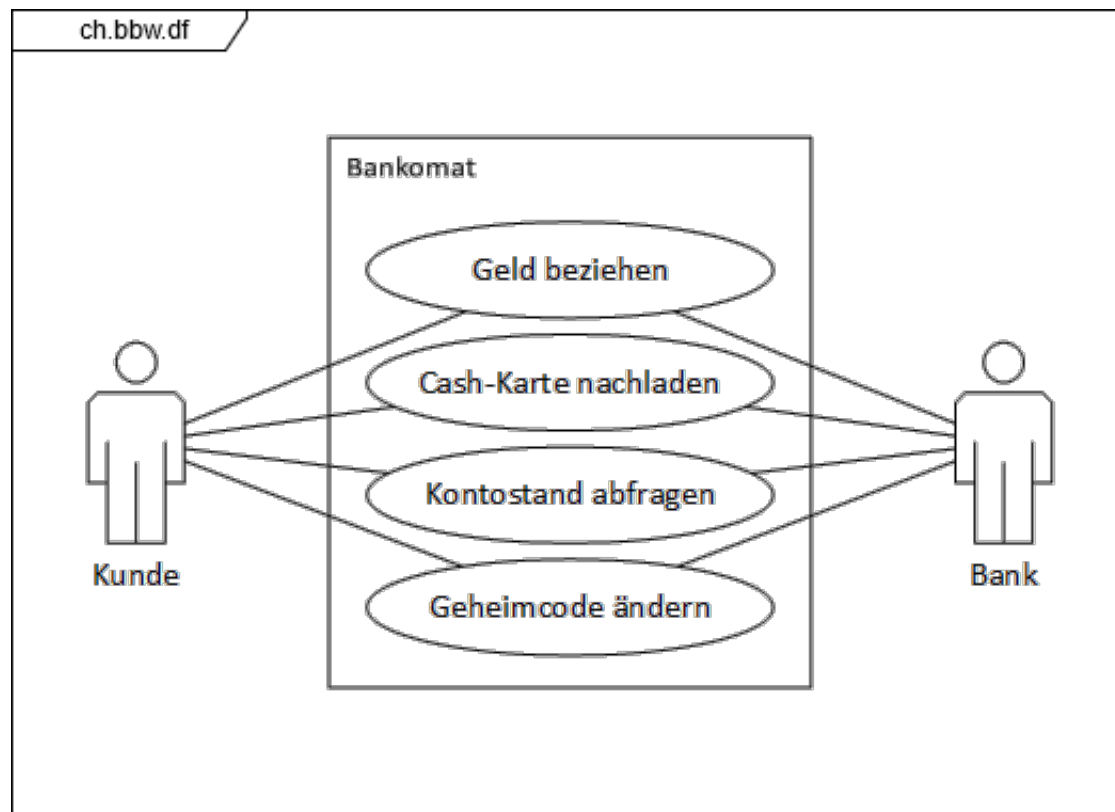 ch.bbw.df
Bankomat
Geld beziehen
Cash-Karte nachladen
Kontostand abfragen
Geheimcode ändern
Kunde
Bank